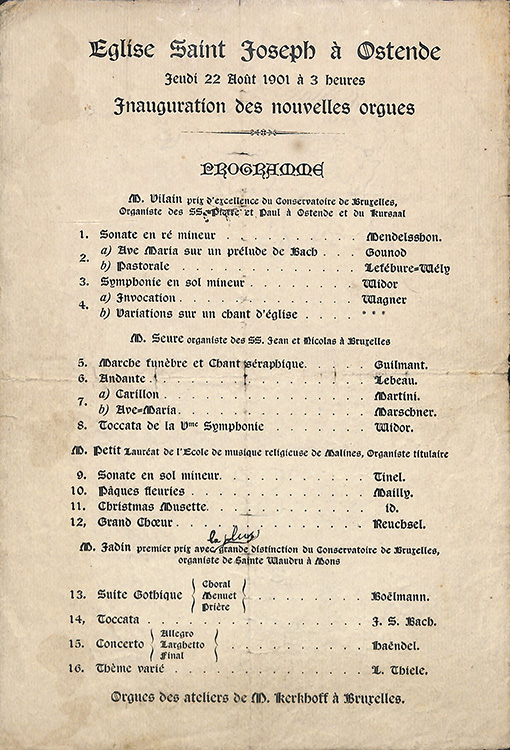 Eglise Saint Joseph à Ostende
Jeudi 22 Août 1901 à 3 heures
Inauguration des nouvelles orgues
PROGRAMME
M. Vilain prix d'excellence du Conservatoire de Bruxelles,
Organiste des SS. Pierre et Paul à Ostende et du Kursaal
1. Sonate en ré mineur . . . . . . . . . . . Mendelsshon.
2. a) Ave Maria sur un prélude de Bach . . . Gounod
b) Pastorale . . . . . . . . . . . . . . . Lefébure-Wély
3. Symphonie en sol mineur . . . . . . . . . Widor
4. a) Invocation . . . . . . . . . . . . . . Wagner
b) Variations sur un chant d'église . . . . . * * *
M. Seure organiste des SS. Jean et Nicolas à Bruxelles
5. Marche funèbre et Chant séraphique . . . . . Guilmant.
6. Andante . . . . . . . . . . . . . . . . Lebeau.
7. a) Carillon . . . . . . . . . . . . . . Martini.
b) Ave-Maria . . . . . . . . . . . . . . Marschner.
8. Toccata de la Vme Symphonie . . . . . . . Widor.
M. Petit Lauréat de l'Ecole de musique religieuse de Malines, Organiste titulaire
9. Sonate en sol mineur . . . . . . . . . . Tinel.
10. Pâques fleuries . . . . . . . . . . . . Mailly.
11. Christmas Musette . . . . . . . . . . . id.
12, Grand Chœur . . . . . . . . . . . . . Reuchsel.
la plus
M. Jadin premier prix avec grande distinction du Conservatoire de Bruxelles,
organiste de Sainte Waudru à Mons
13. Suite Gothique { Choral Menuet Prière } . . . . . . . Boëlmann.
14, Toccata . . . . . . . . . . . . . . . J. S. Bach.
15. Concerto { Allegro Larghetto Final } . . . . . . . . . Haëndel.
16. Thème varié . . . . . . . . . . . . . L. Thiele.
Orgues des ateliers de M. Kerkhoff à Bruxelles.